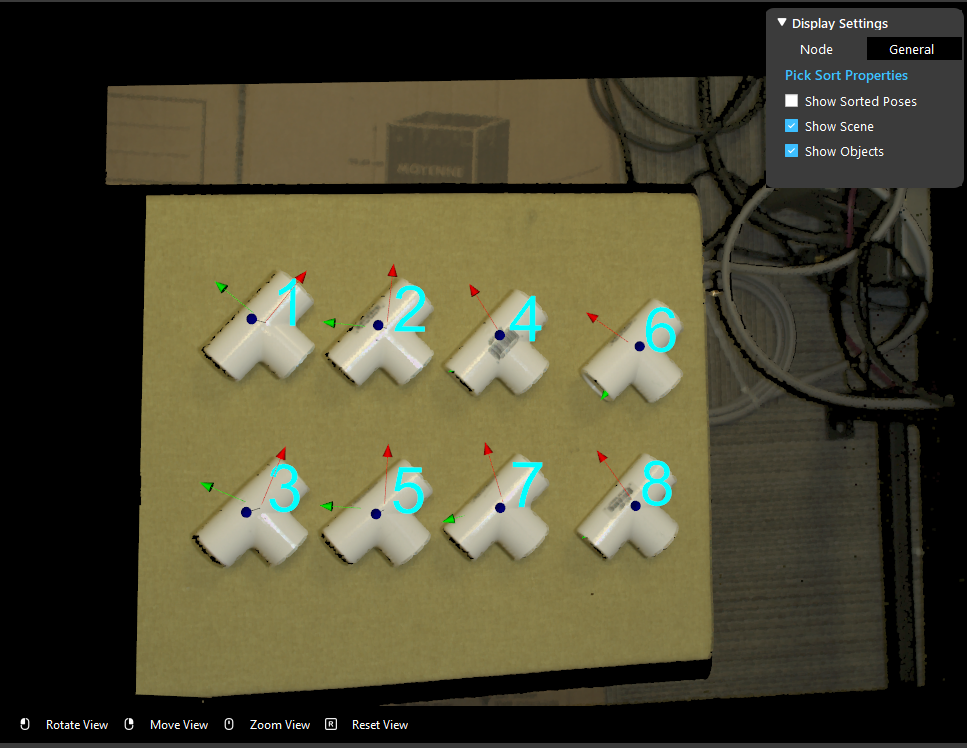 Display Settings
Node General
Pick Sort Properties
Show Sorted Poses
Show Scene
Show Objects
MOYENNE
1 2 4 6
3 5 7 8
Rotate View Move View Zoom View R Reset View